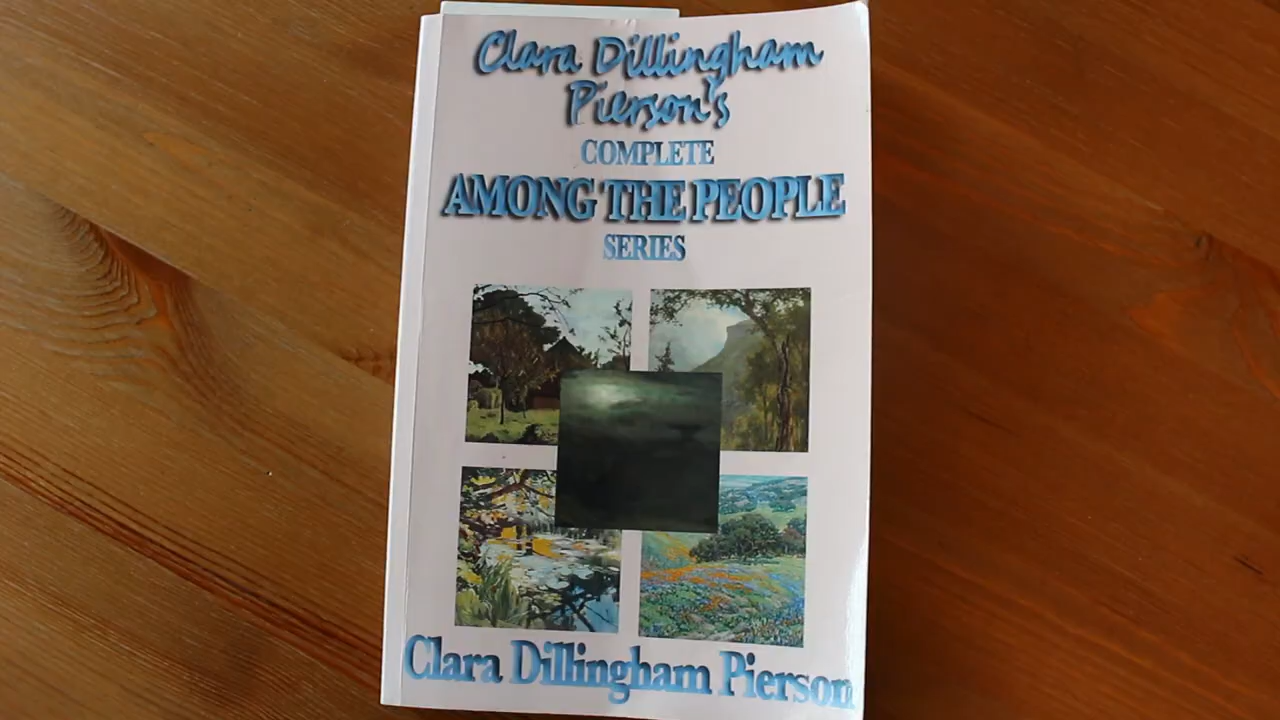 Clara Dillingham
Pierson's
COMPLETE
AMONG THE PEOPLE
SERIES
Clara Dillingham Pierson